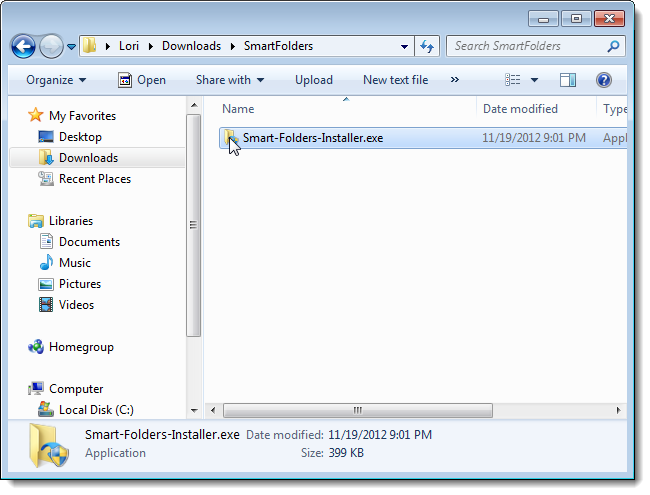 Lori Downloads SmartFolders Search SmartFolders
Organize Open Share with Upload New text file »
Name Date modified Type
My Favorites
Desktop
Downloads
Recent Places
Libraries
Documents
Music
Pictures
Videos
Homegroup
Computer
Local Disk (C:)
Smart-Folders-Installer.exe 11/19/2012 9:01 PM Appl
Smart-Folders-Installer.exe Date modified: 11/19/2012 9:01 PM
Application Size: 399 KB